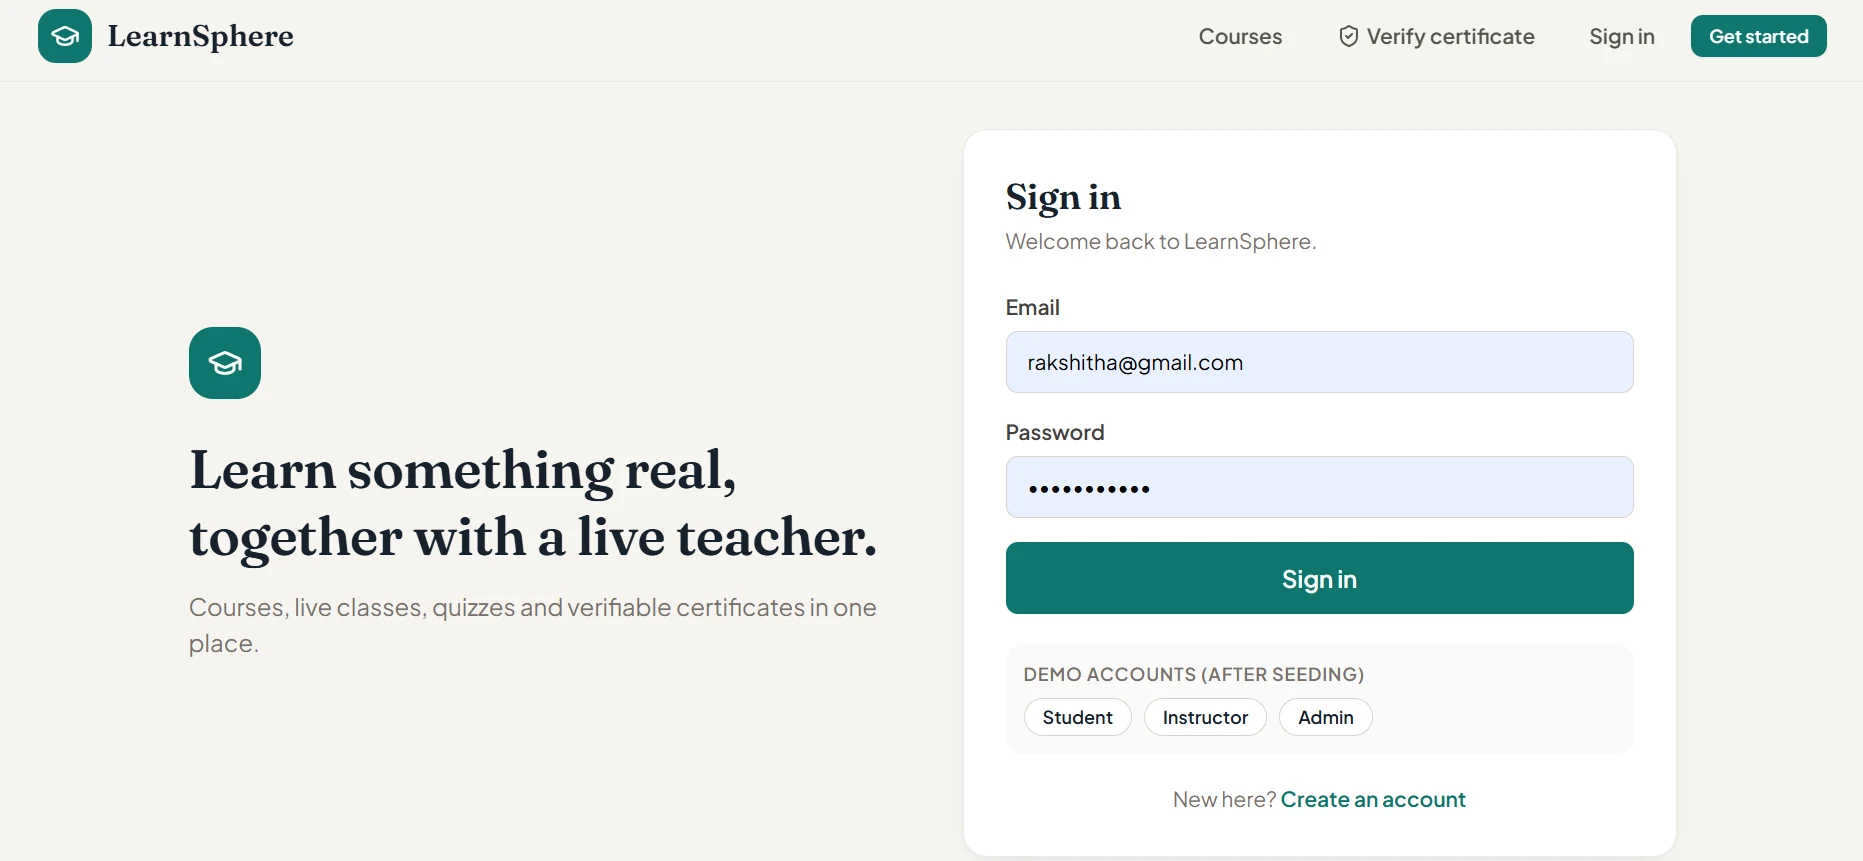 LearnSphere
Courses
Verify certificate
Sign in
Get started
Learn something real,
together with a live teacher.
Courses, live classes, quizzes and verifiable certificates in one
place.
Sign in
Welcome back to LearnSphere.
Email
rakshitha@gmail.com
Password
•••••••••••
Sign in
DEMO ACCOUNTS (AFTER SEEDING)
Student
Instructor
Admin
New here? Create an account